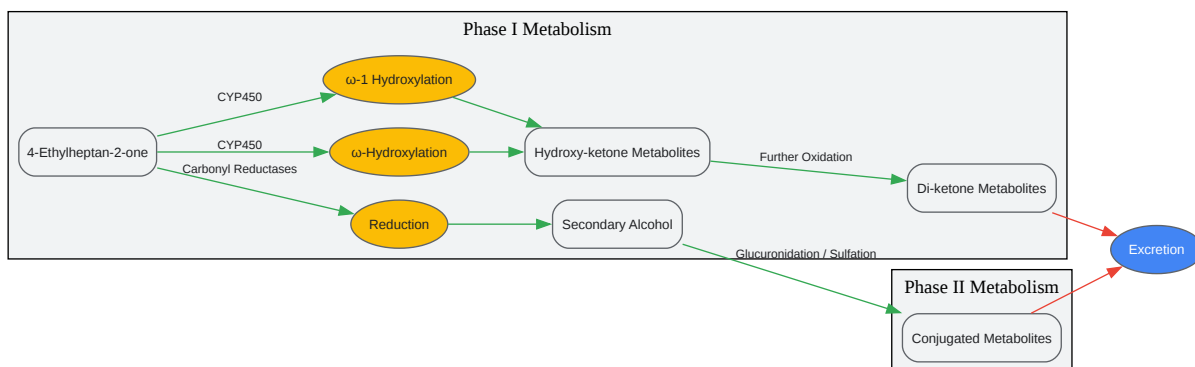 Phase I Metabolism
ω-1 Hydroxylation
CYP450
4-Ethylheptan-2-one
CYP450
ω-Hydroxylation
Hydroxy-ketone Metabolites
Further Oxidation
Carbonyl Reductases
Di-ketone Metabolites
Reduction
Secondary Alcohol
Glucuronidation / Sulfation
Excretion
Phase II Metabolism
Conjugated Metabolites